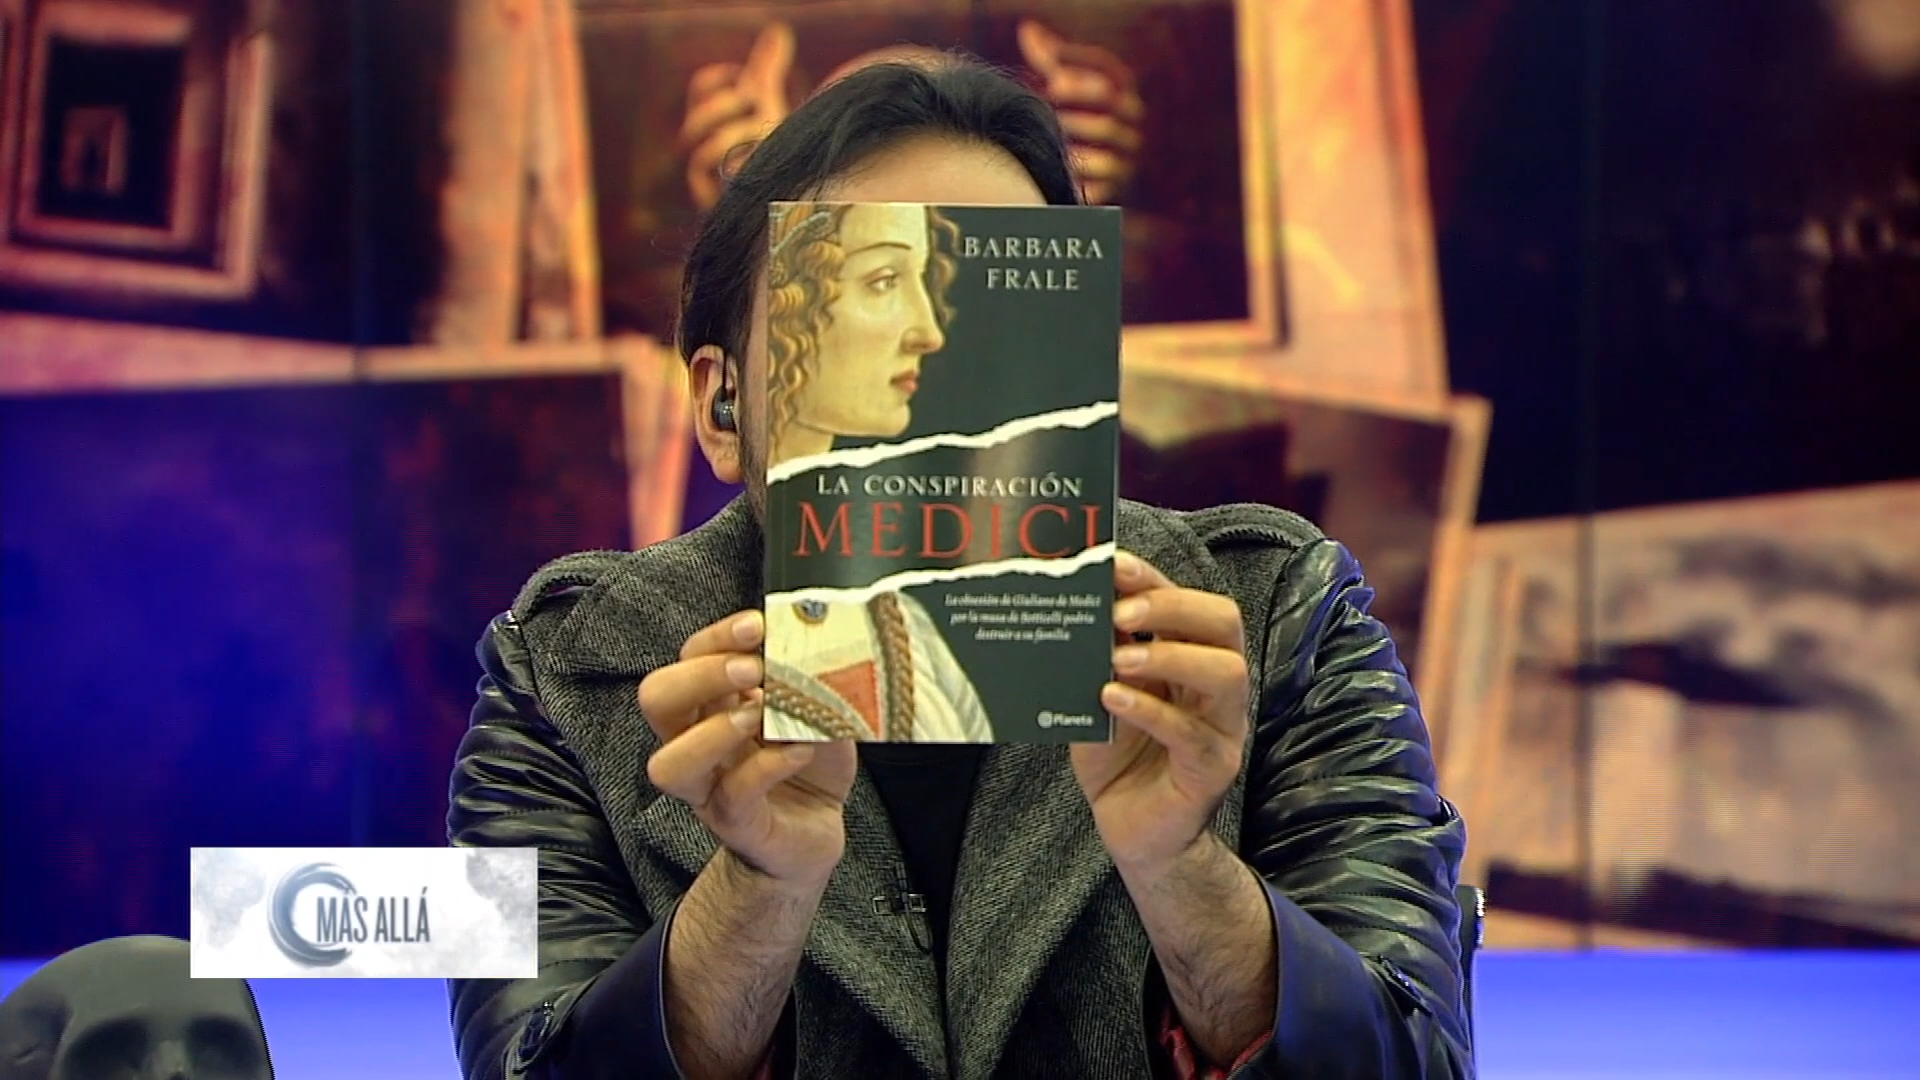 BARBARA
FRALE
LA CONSPIRACIÓN
MEDICI
La obsesión de Giuliano de Medici
por la musa de Botticelli podría
destruir a su familia
Planeta
MÁS ALLÁ